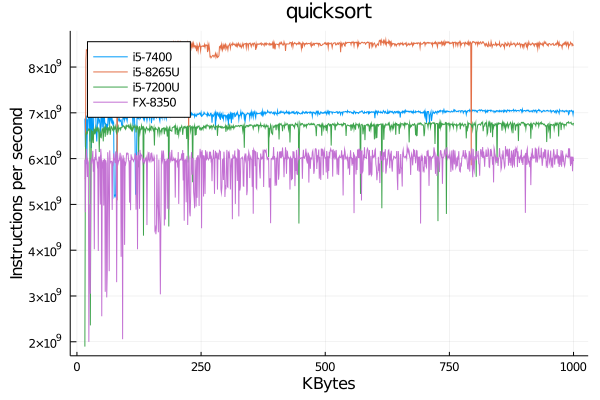 quicksort
i5-7400
i5-8265U
i5-7200U
FX-8350
Instructions per second
8×10⁹
7×10⁹
6×10⁹
5×10⁹
4×10⁹
3×10⁹
2×10⁹
0 250 500 750 1000
KBytes